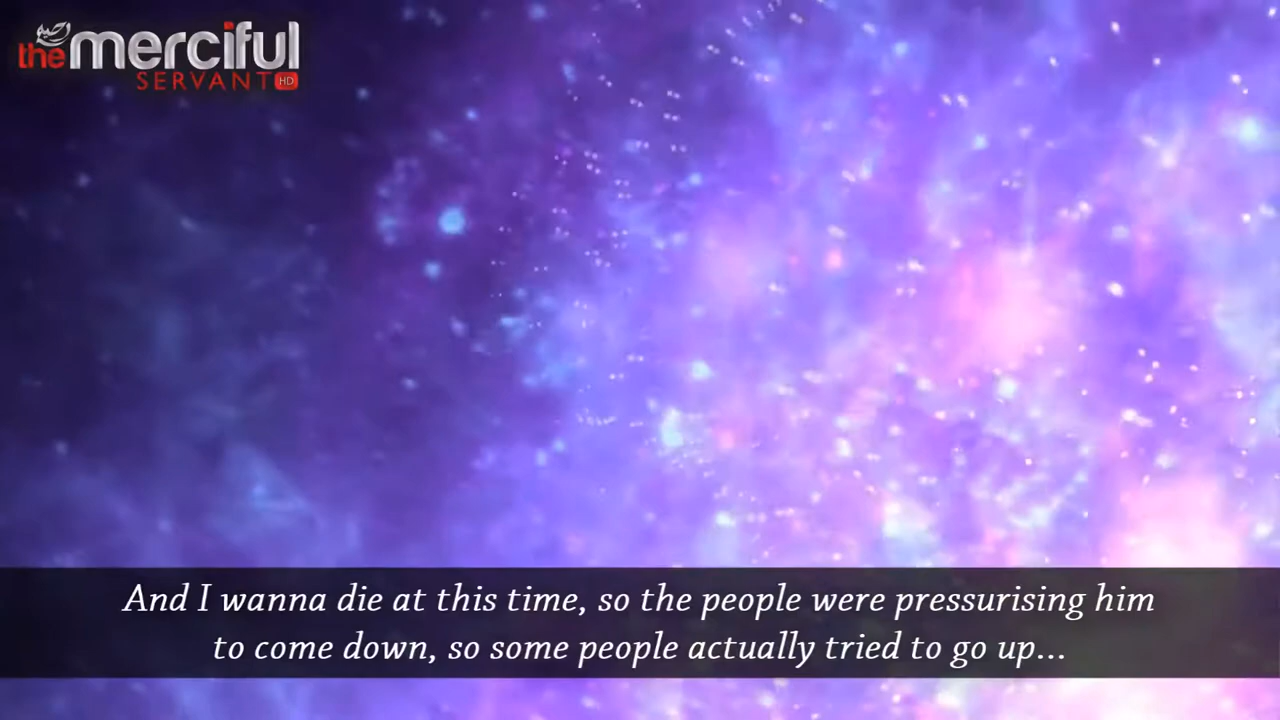 the merciful
SERVANT HD
And I wanna die at this time, so the people were pressurising him
to come down, so some people actually tried to go up...